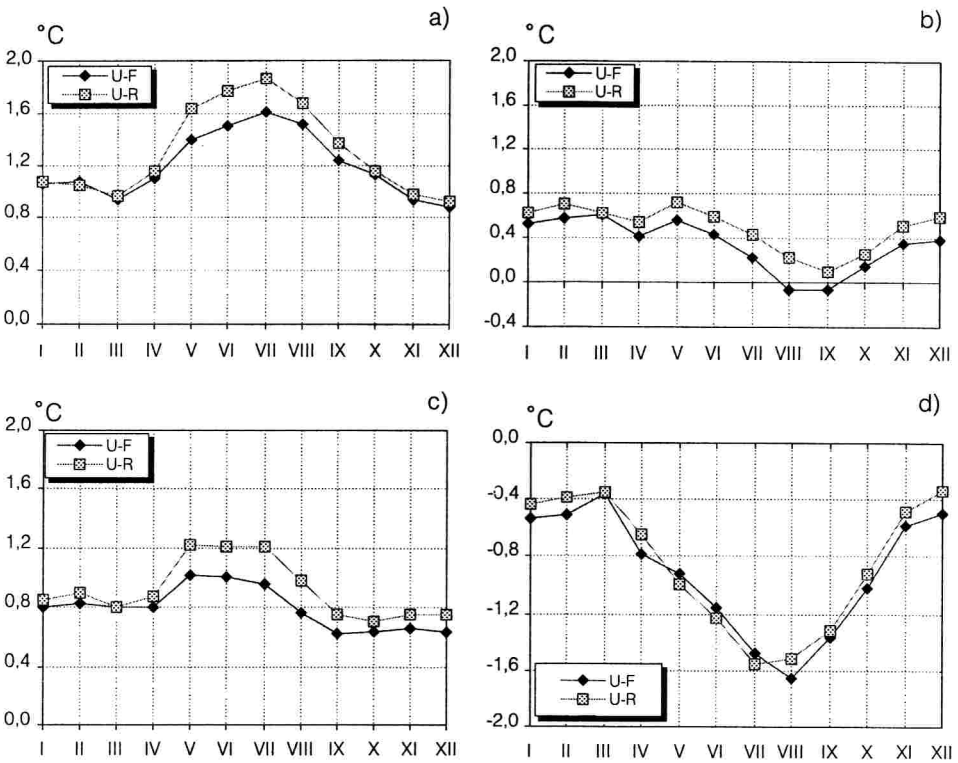 a)
°C
2,0
1,6
1,2
0,8
0,4
0,0
U-F
U-R
I II III IV V VI VII VIII IX X XI XII
b)
°C
2,0
1,6
1,2
0,8
0,4
0,0
-0,4
U-F
U-R
I II III IV V VI VII VIII IX X XI XII
c)
°C
2,0
1,6
1,2
0,8
0,4
0,0
U-F
U-R
I II III IV V VI VII VIII IX X XI XII
d)
°C
0,0
-0,4
-0,8
-1,2
-1,6
-2,0
U-F
U-R
I II III IV V VI VII VIII IX X XI XII